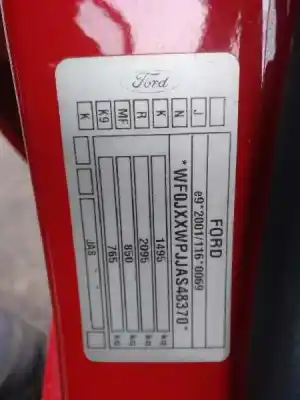 Ford
K K9 MF R K N J
FORD
e9*2001/116*0069
*WF0JXXWPJJAS48370*
1495 kg
2095 kg
850 kg
765 kg
JAS